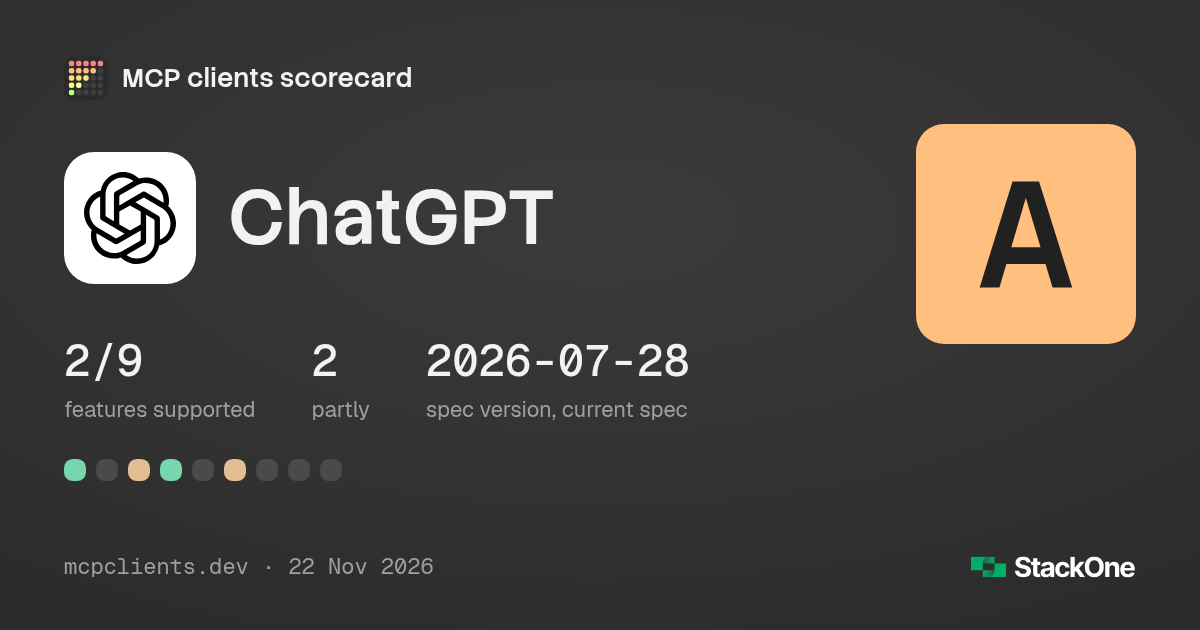 MCP clients scorecard
ChatGPT
A
2/9
features supported
2
partly
2026-07-28
spec version, current spec
mcpclients.dev · 22 Nov 2026
StackOne